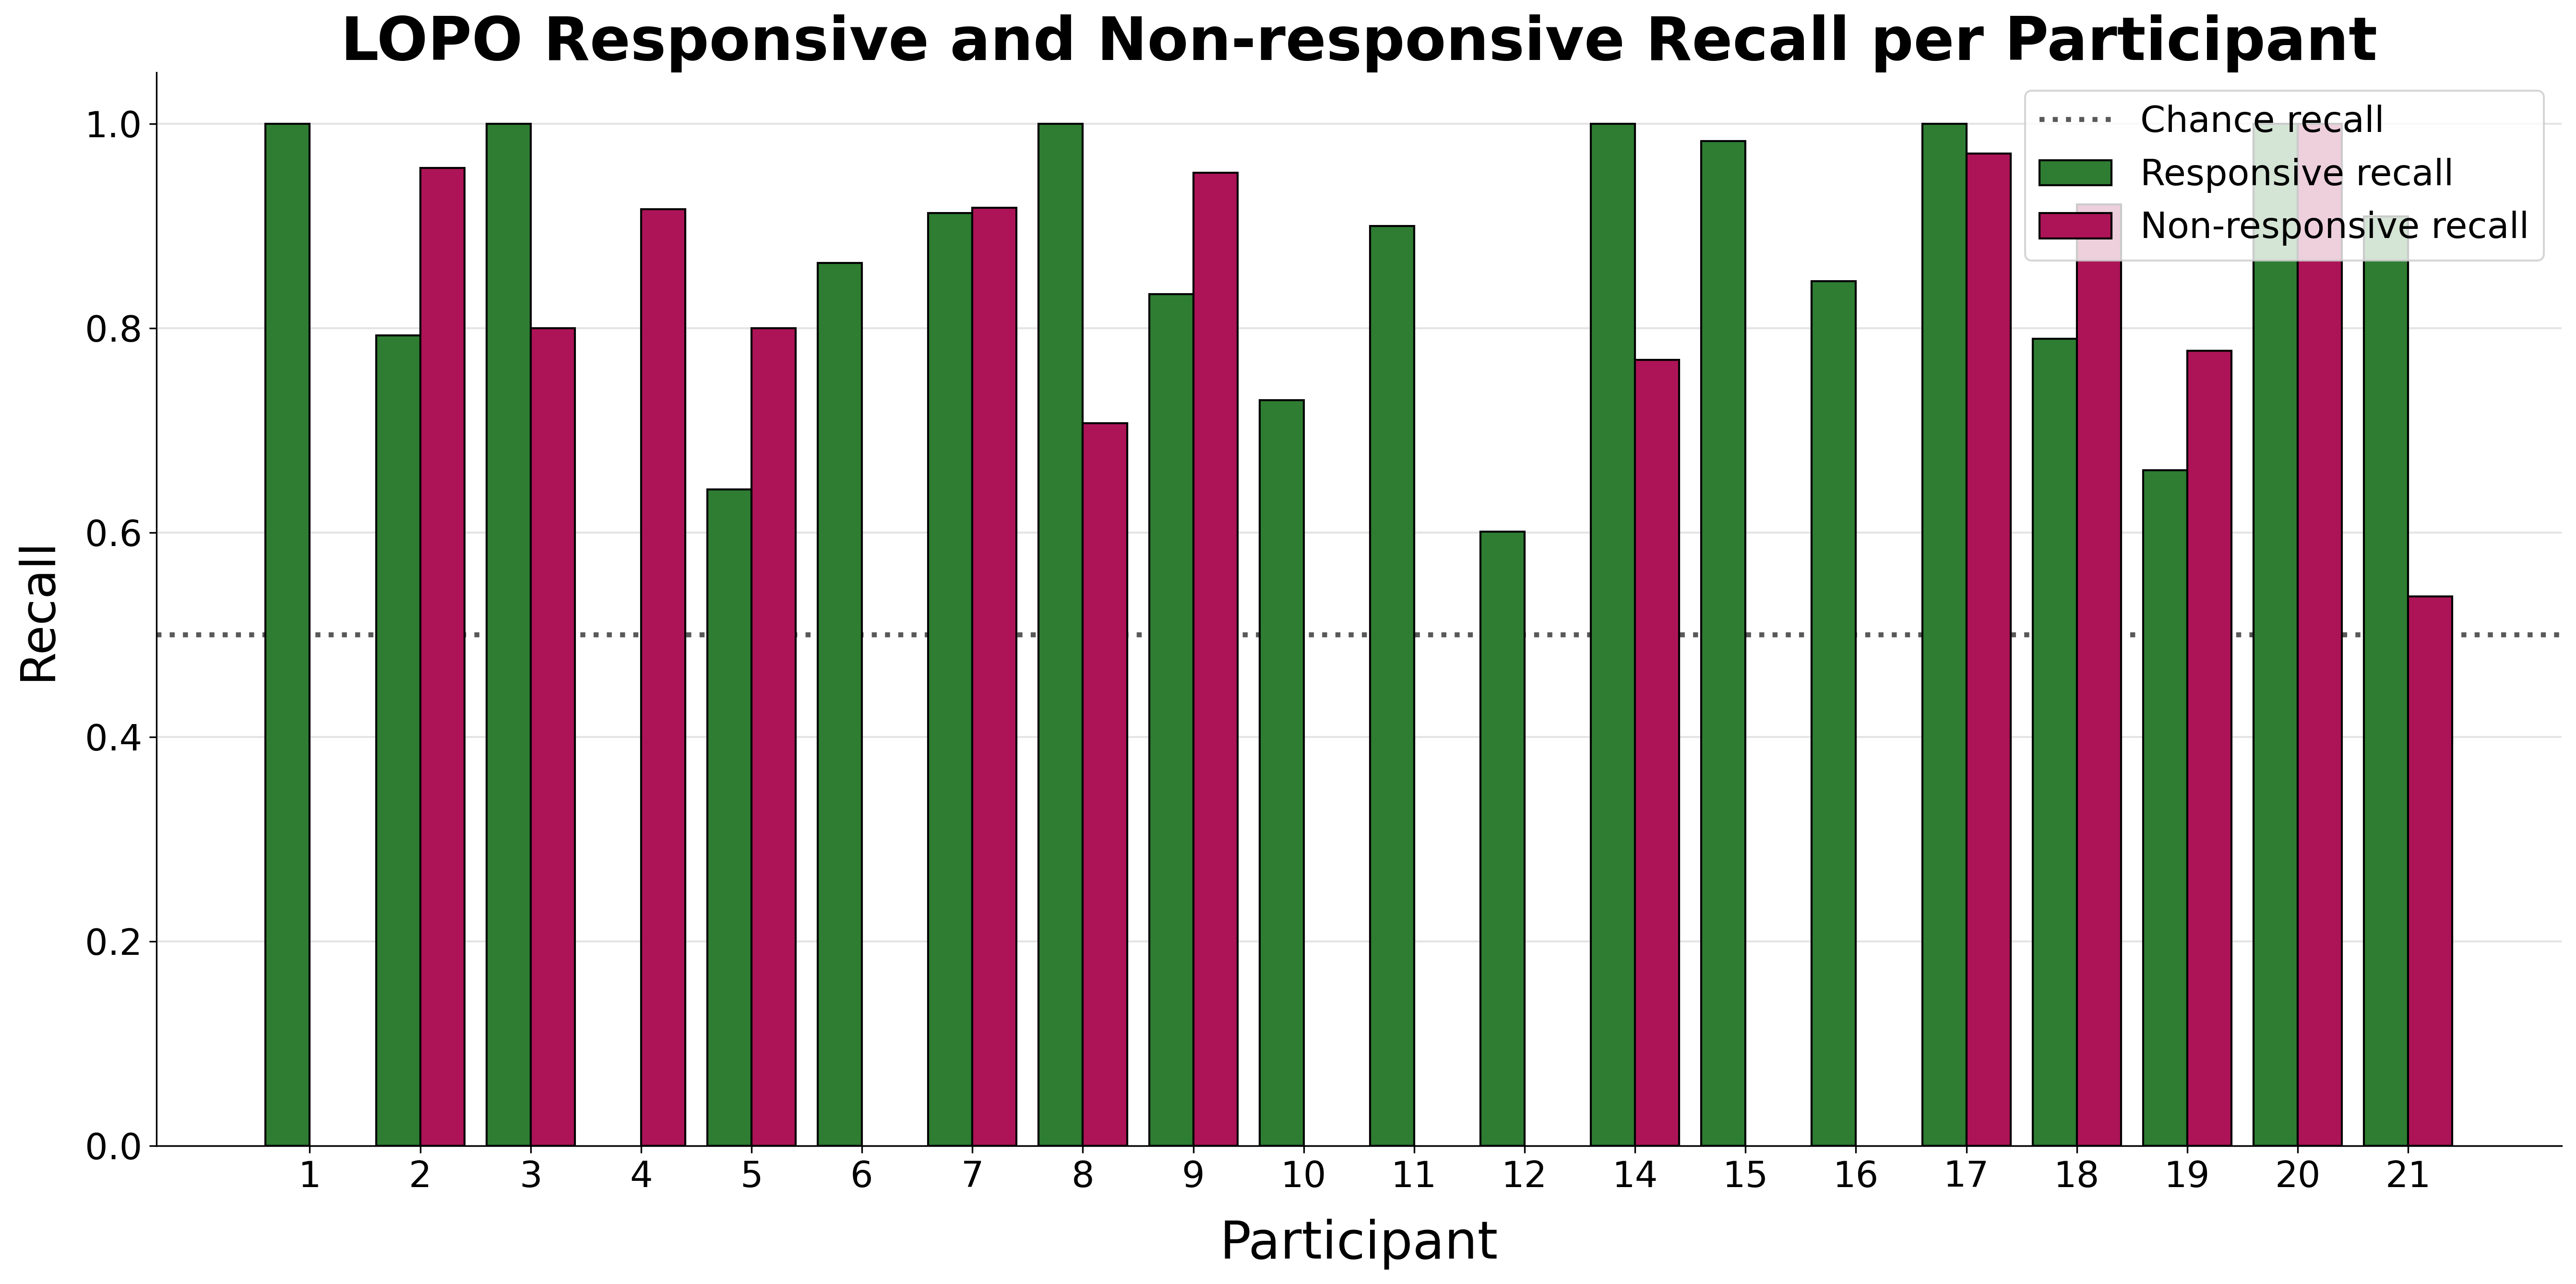 LOPO Responsive and Non-responsive Recall per Participant
Chance recall
Responsive recall
Non-responsive recall
1.0
0.8
0.6
0.4
0.2
0.0
Recall
1 2 3 4 5 6 7 8 9 10 11 12 14 15 16 17 18 19 20 21
Participant